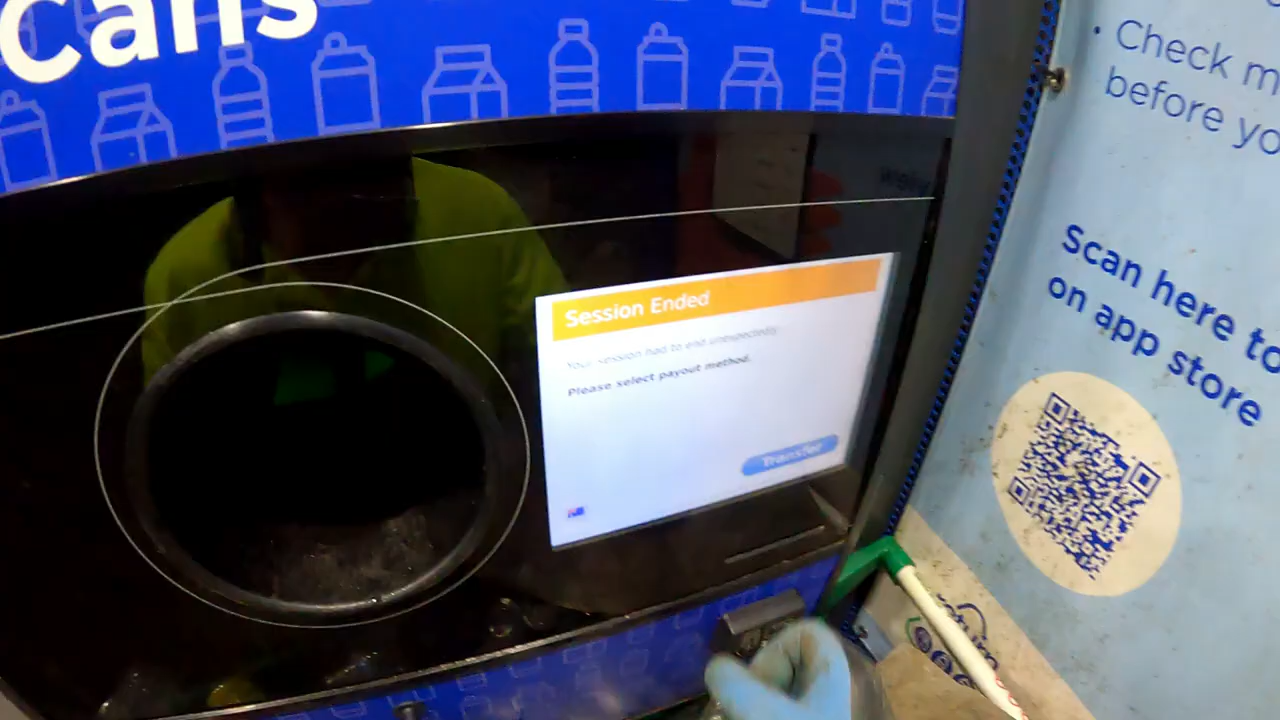 Cans
Session Ended
Your session had to end unexpectedly.
Please select payout method.
Transfer
• Check m
before yo
Scan here to
on app store